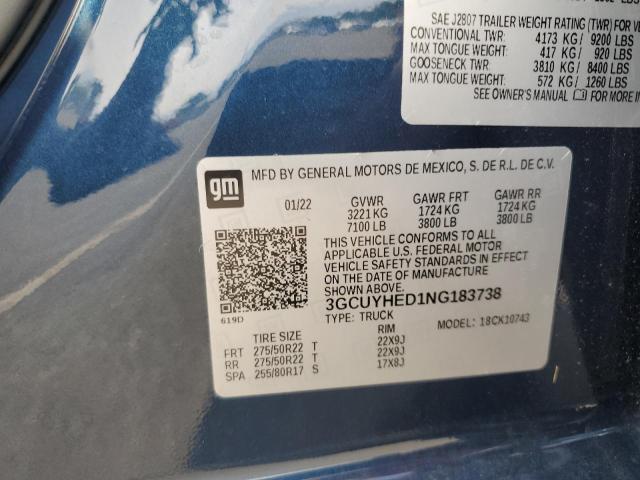 SAE J2807 TRAILER WEIGHT RATING (TWR) FOR VE
CONVENTIONAL TWR: 4173 KG / 9200 LBS
MAX TONGUE WEIGHT: 417 KG / 920 LBS
GOOSENECK TWR: 3810 KG / 8400 LBS
MAX TONGUE WEIGHT: 572 KG / 1260 LBS
SEE OWNER'S MANUAL FOR MORE IN
gm
MFD BY GENERAL MOTORS DE MEXICO, S. DE R.L. DE C.V.
01/22 GVWR GAWR FRT GAWR RR
3221 KG 1724 KG 1724 KG
7100 LB 3800 LB 3800 LB
THIS VEHICLE CONFORMS TO ALL
APPLICABLE U.S. FEDERAL MOTOR
VEHICLE SAFETY STANDARDS IN
EFFECT ON THE DATE OF MANUFACTURE
SHOWN ABOVE.
3GCUYHED1NG183738
619D
TYPE: TRUCK MODEL: 18CK10743
TIRE SIZE RIM
FRT 275/50R22 T 22X9J
RR 275/50R22 T 22X9J
SPA 255/80R17 S 17X8J